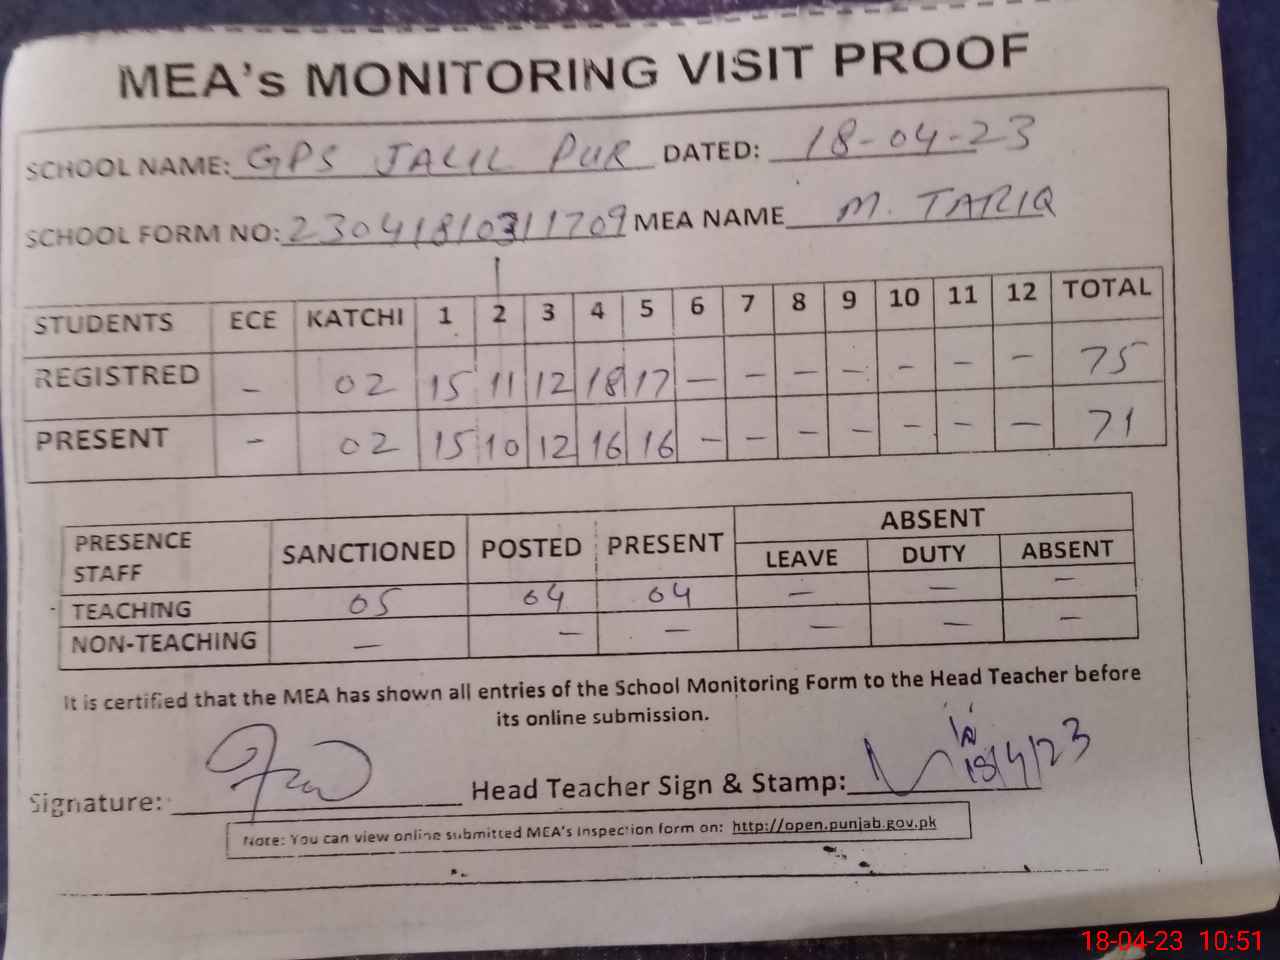 MEA's MONITORING VISIT PROOF
SCHOOL NAME: GPS JALIL PUR DATED: 18-04-23
SCHOOL FORM NO: 2304181031709 MEA NAME M. TARIQ
STUDENTS ECE KATCHI 1 2 3 4 5 6 7 8 9 10 11 12 TOTAL
REGISTRED - 02 15 11 12 18 17 - - - - - - - 75
PRESENT - 02 15 10 12 16 16 - - - - - - - 71
ABSENT
PRESENCE STAFF SANCTIONED POSTED PRESENT LEAVE DUTY ABSENT
TEACHING 05 04 04 - - -
NON-TEACHING - - - - - -
It is certified that the MEA has shown all entries of the School Monitoring Form to the Head Teacher before
its online submission.
Signature: Head Teacher Sign & Stamp: 18/4/23
Note: You can view online submitted MEA's Inspection form on: http://open.punjab.gov.pk
18-04-23 10:51